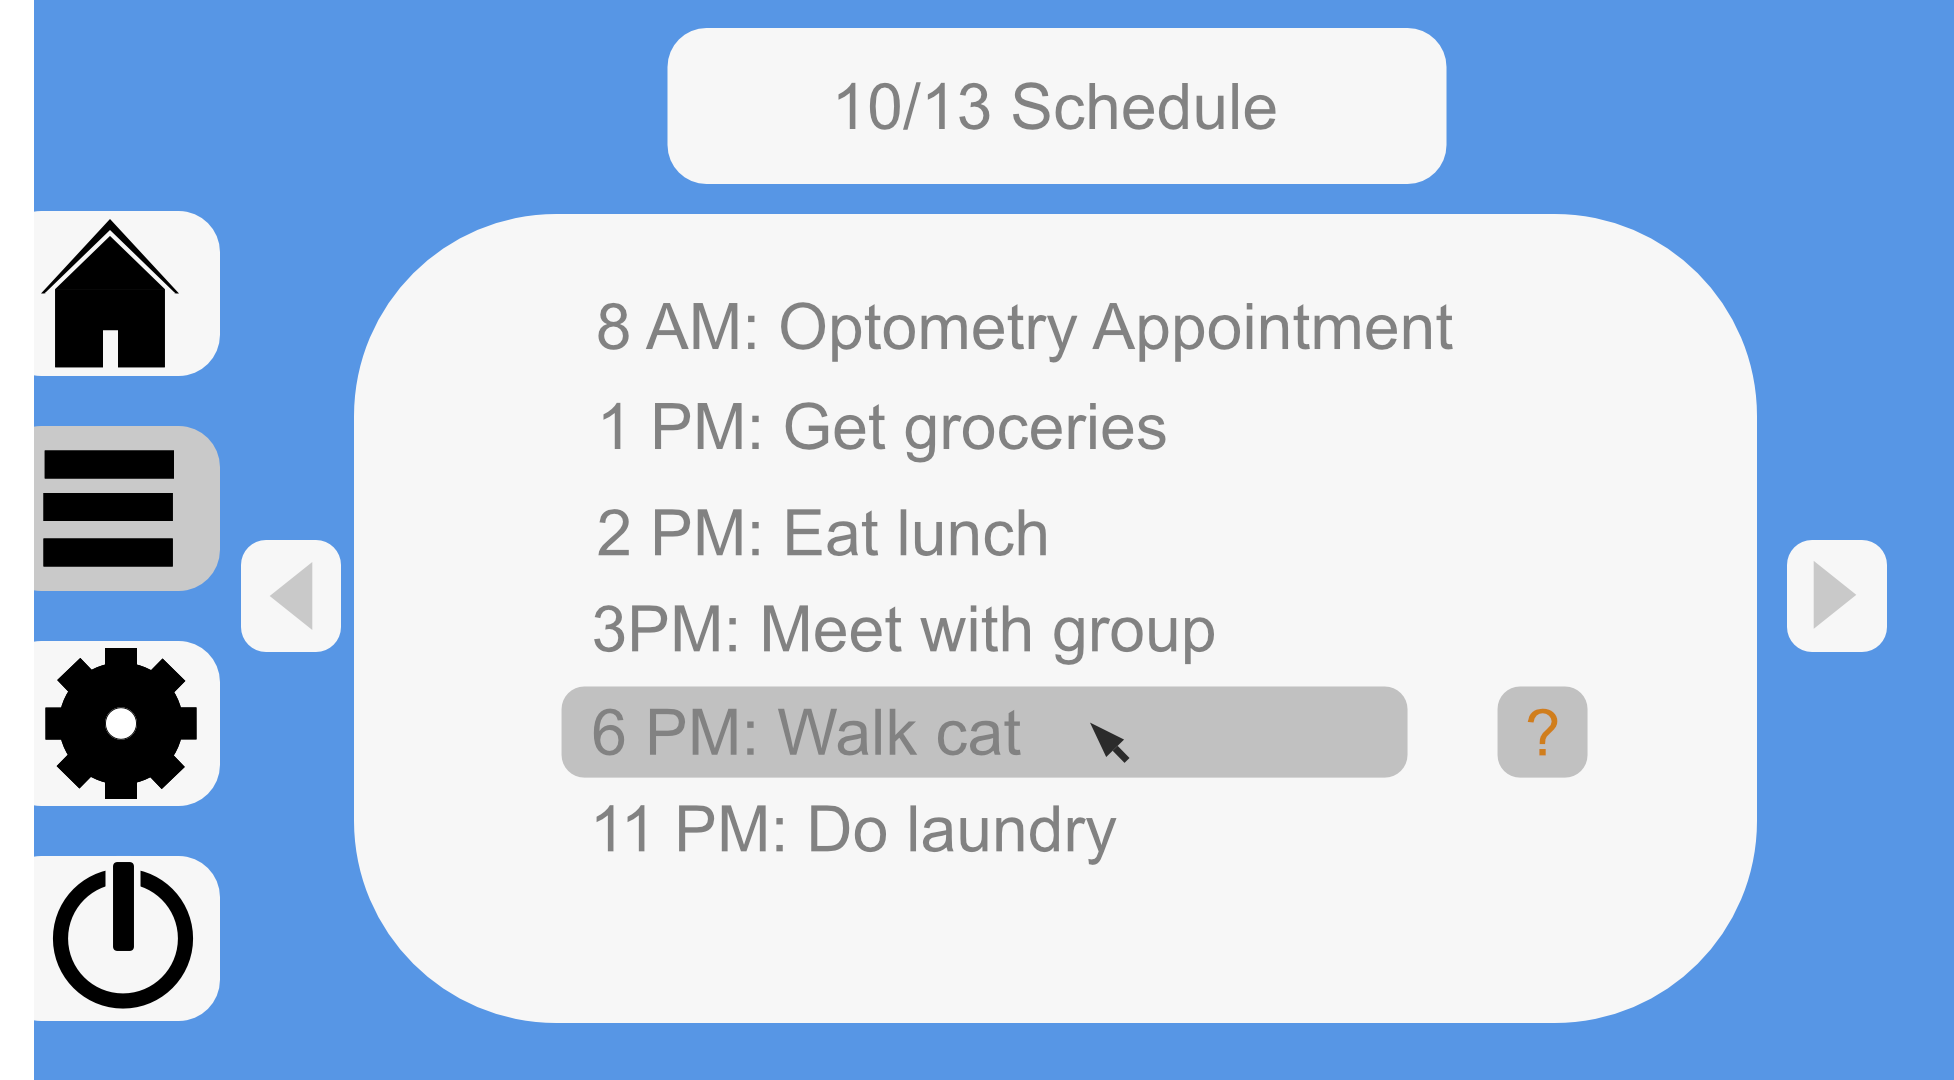 10/13 Schedule
8 AM: Optometry Appointment
1 PM: Get groceries
2 PM: Eat lunch
3PM: Meet with group
6 PM: Walk cat
?
11 PM: Do laundry